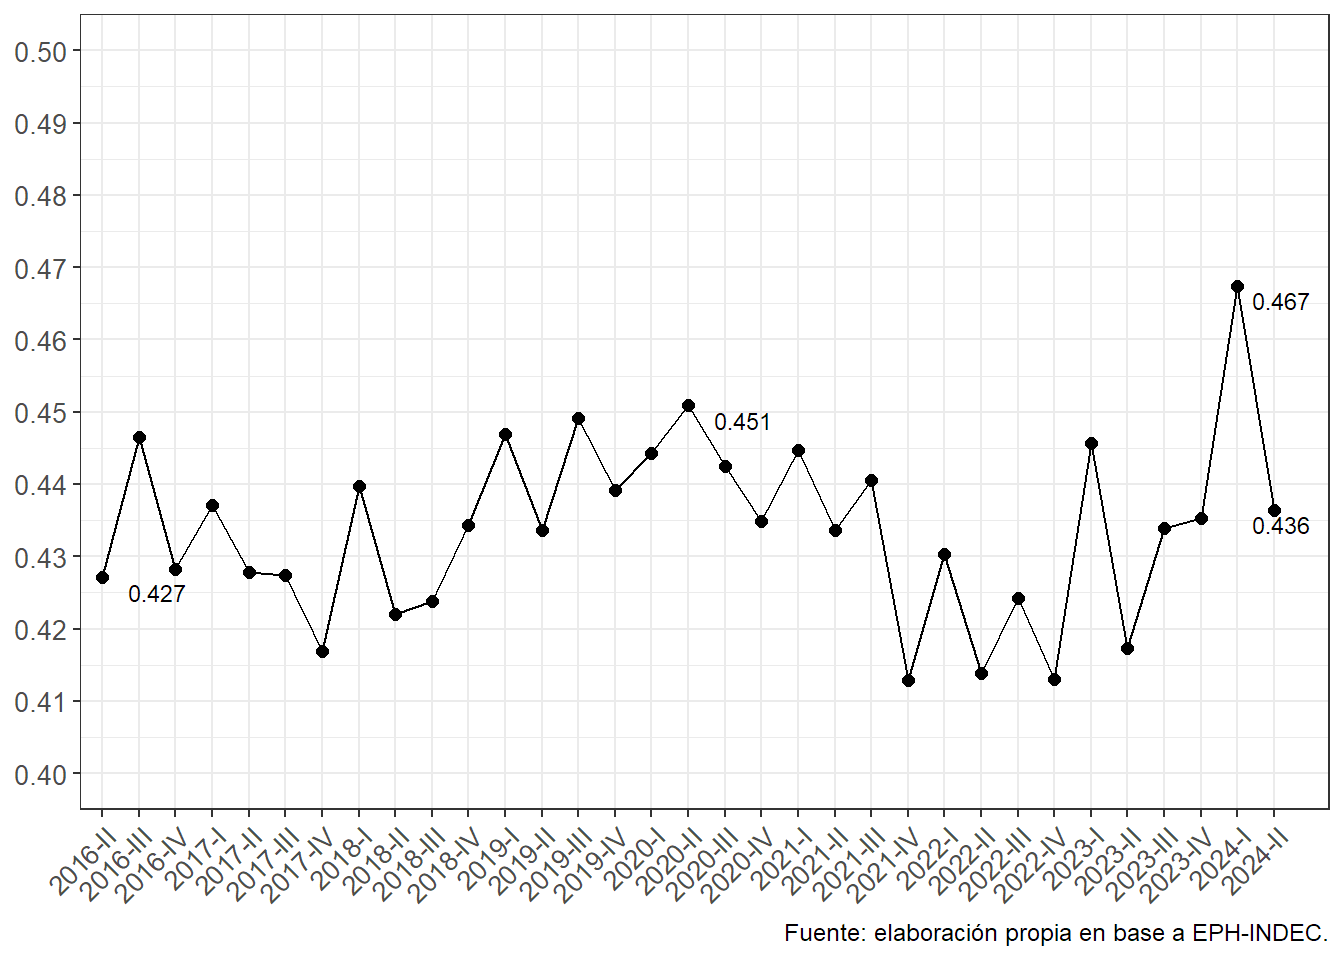 0.50
0.49
0.48
0.47
0.467
0.46
0.45
0.451
0.44
0.436
0.43
0.427
0.42
0.41
0.40
2016-II
2016-III
2016-IV
2017-I
2017-II
2017-III
2017-IV
2018-I
2018-II
2018-III
2018-IV
2019-I
2019-II
2019-III
2019-IV
2020-I
2020-II
2020-III
2020-IV
2021-I
2021-II
2021-III
2021-IV
2022-I
2022-II
2022-III
2022-IV
2023-I
2023-II
2023-III
2023-IV
2024-I
2024-II
Fuente: elaboración propia en base a EPH-INDEC.